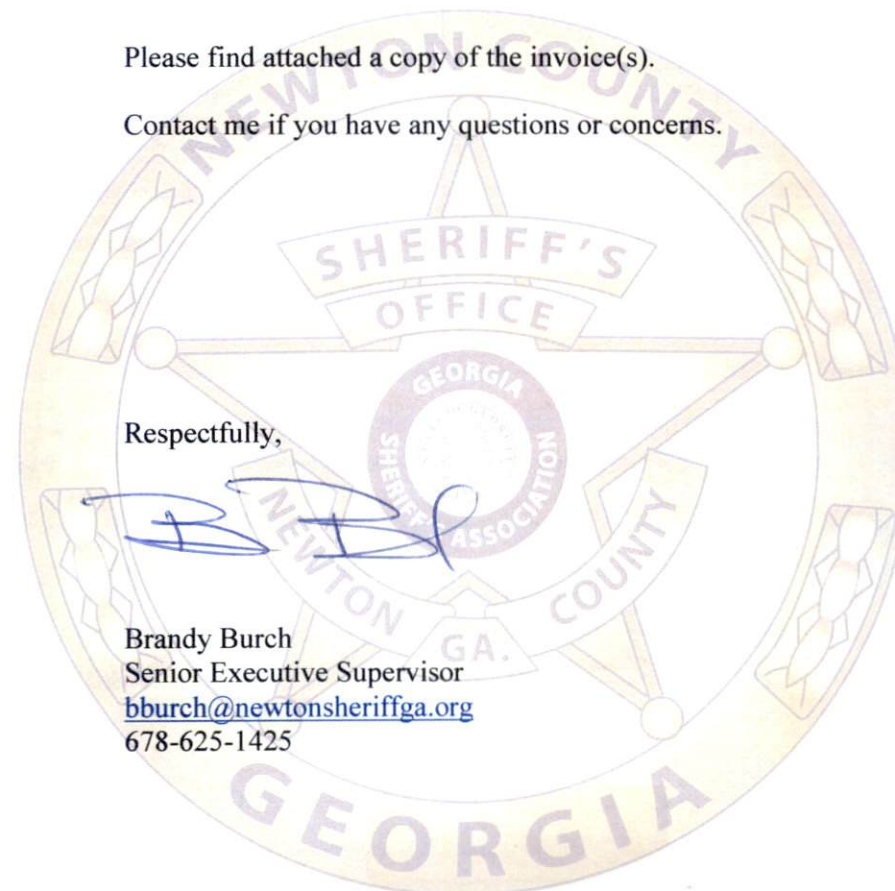 Please find attached a copy of the invoice(s).
Contact me if you have any questions or concerns.
NEWTON COUNTY
SHERIFF'S
OFFICE
GEORGIA
SHERIFFS' ASSOCIATION
Respectfully,
NEWTON
COUNTY
GA.
Brandy Burch
Senior Executive Supervisor
bburch@newtonsheriffga.org
678-625-1425
GEORGIA